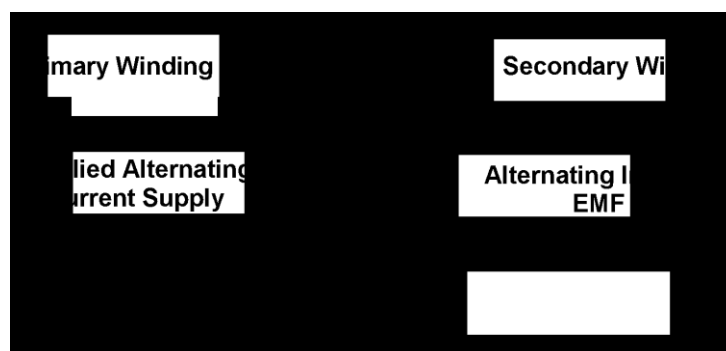 imary Winding
Secondary Wi
lied Alternating
urrent Supply
Alternating I
EMF